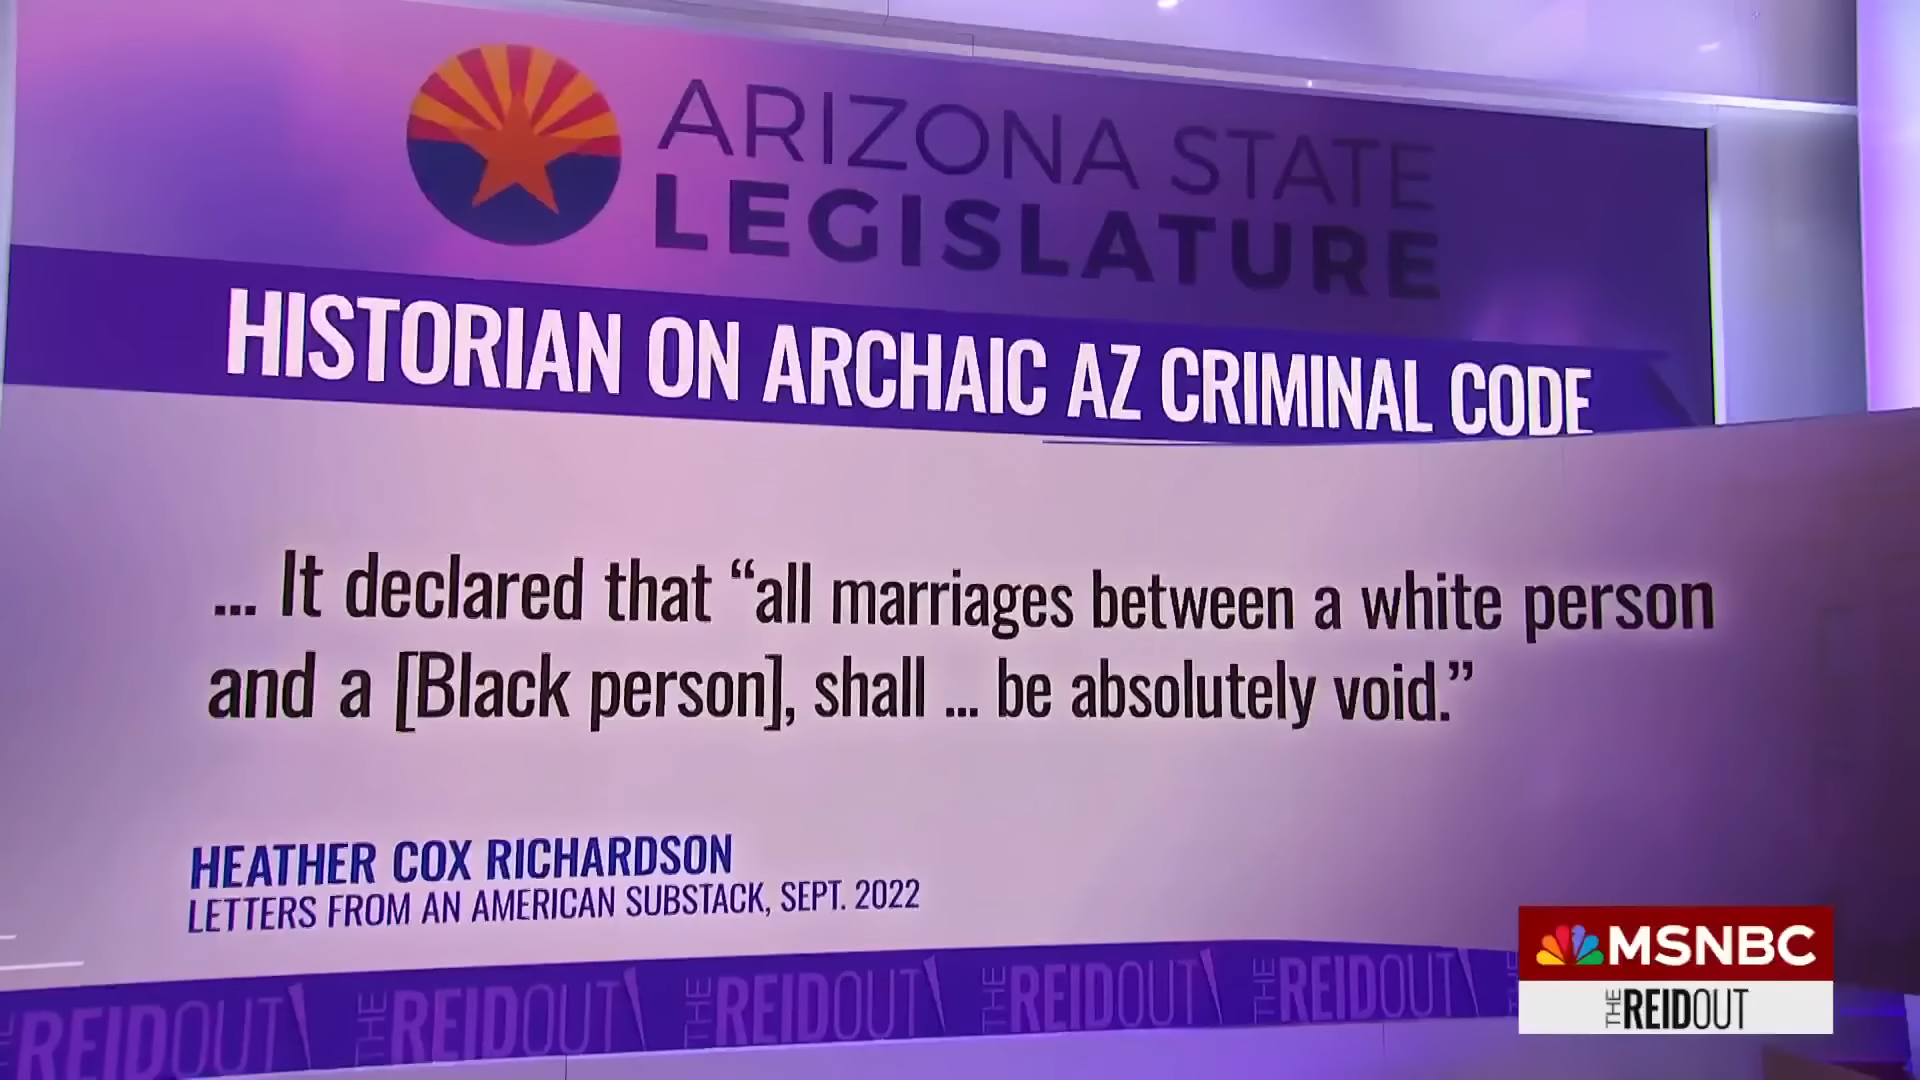 ARIZONA STATE
LEGISLATURE
HISTORIAN ON ARCHAIC AZ CRIMINAL CODE
... It declared that “all marriages between a white person
and a [Black person], shall ... be absolutely void.”
HEATHER COX RICHARDSON
LETTERS FROM AN AMERICAN SUBSTACK, SEPT. 2022
THE REIDOUT THE REIDOUT THE REIDOUT THE REIDOUT THE REIDOUT THE
MSNBC
THE REIDOUT